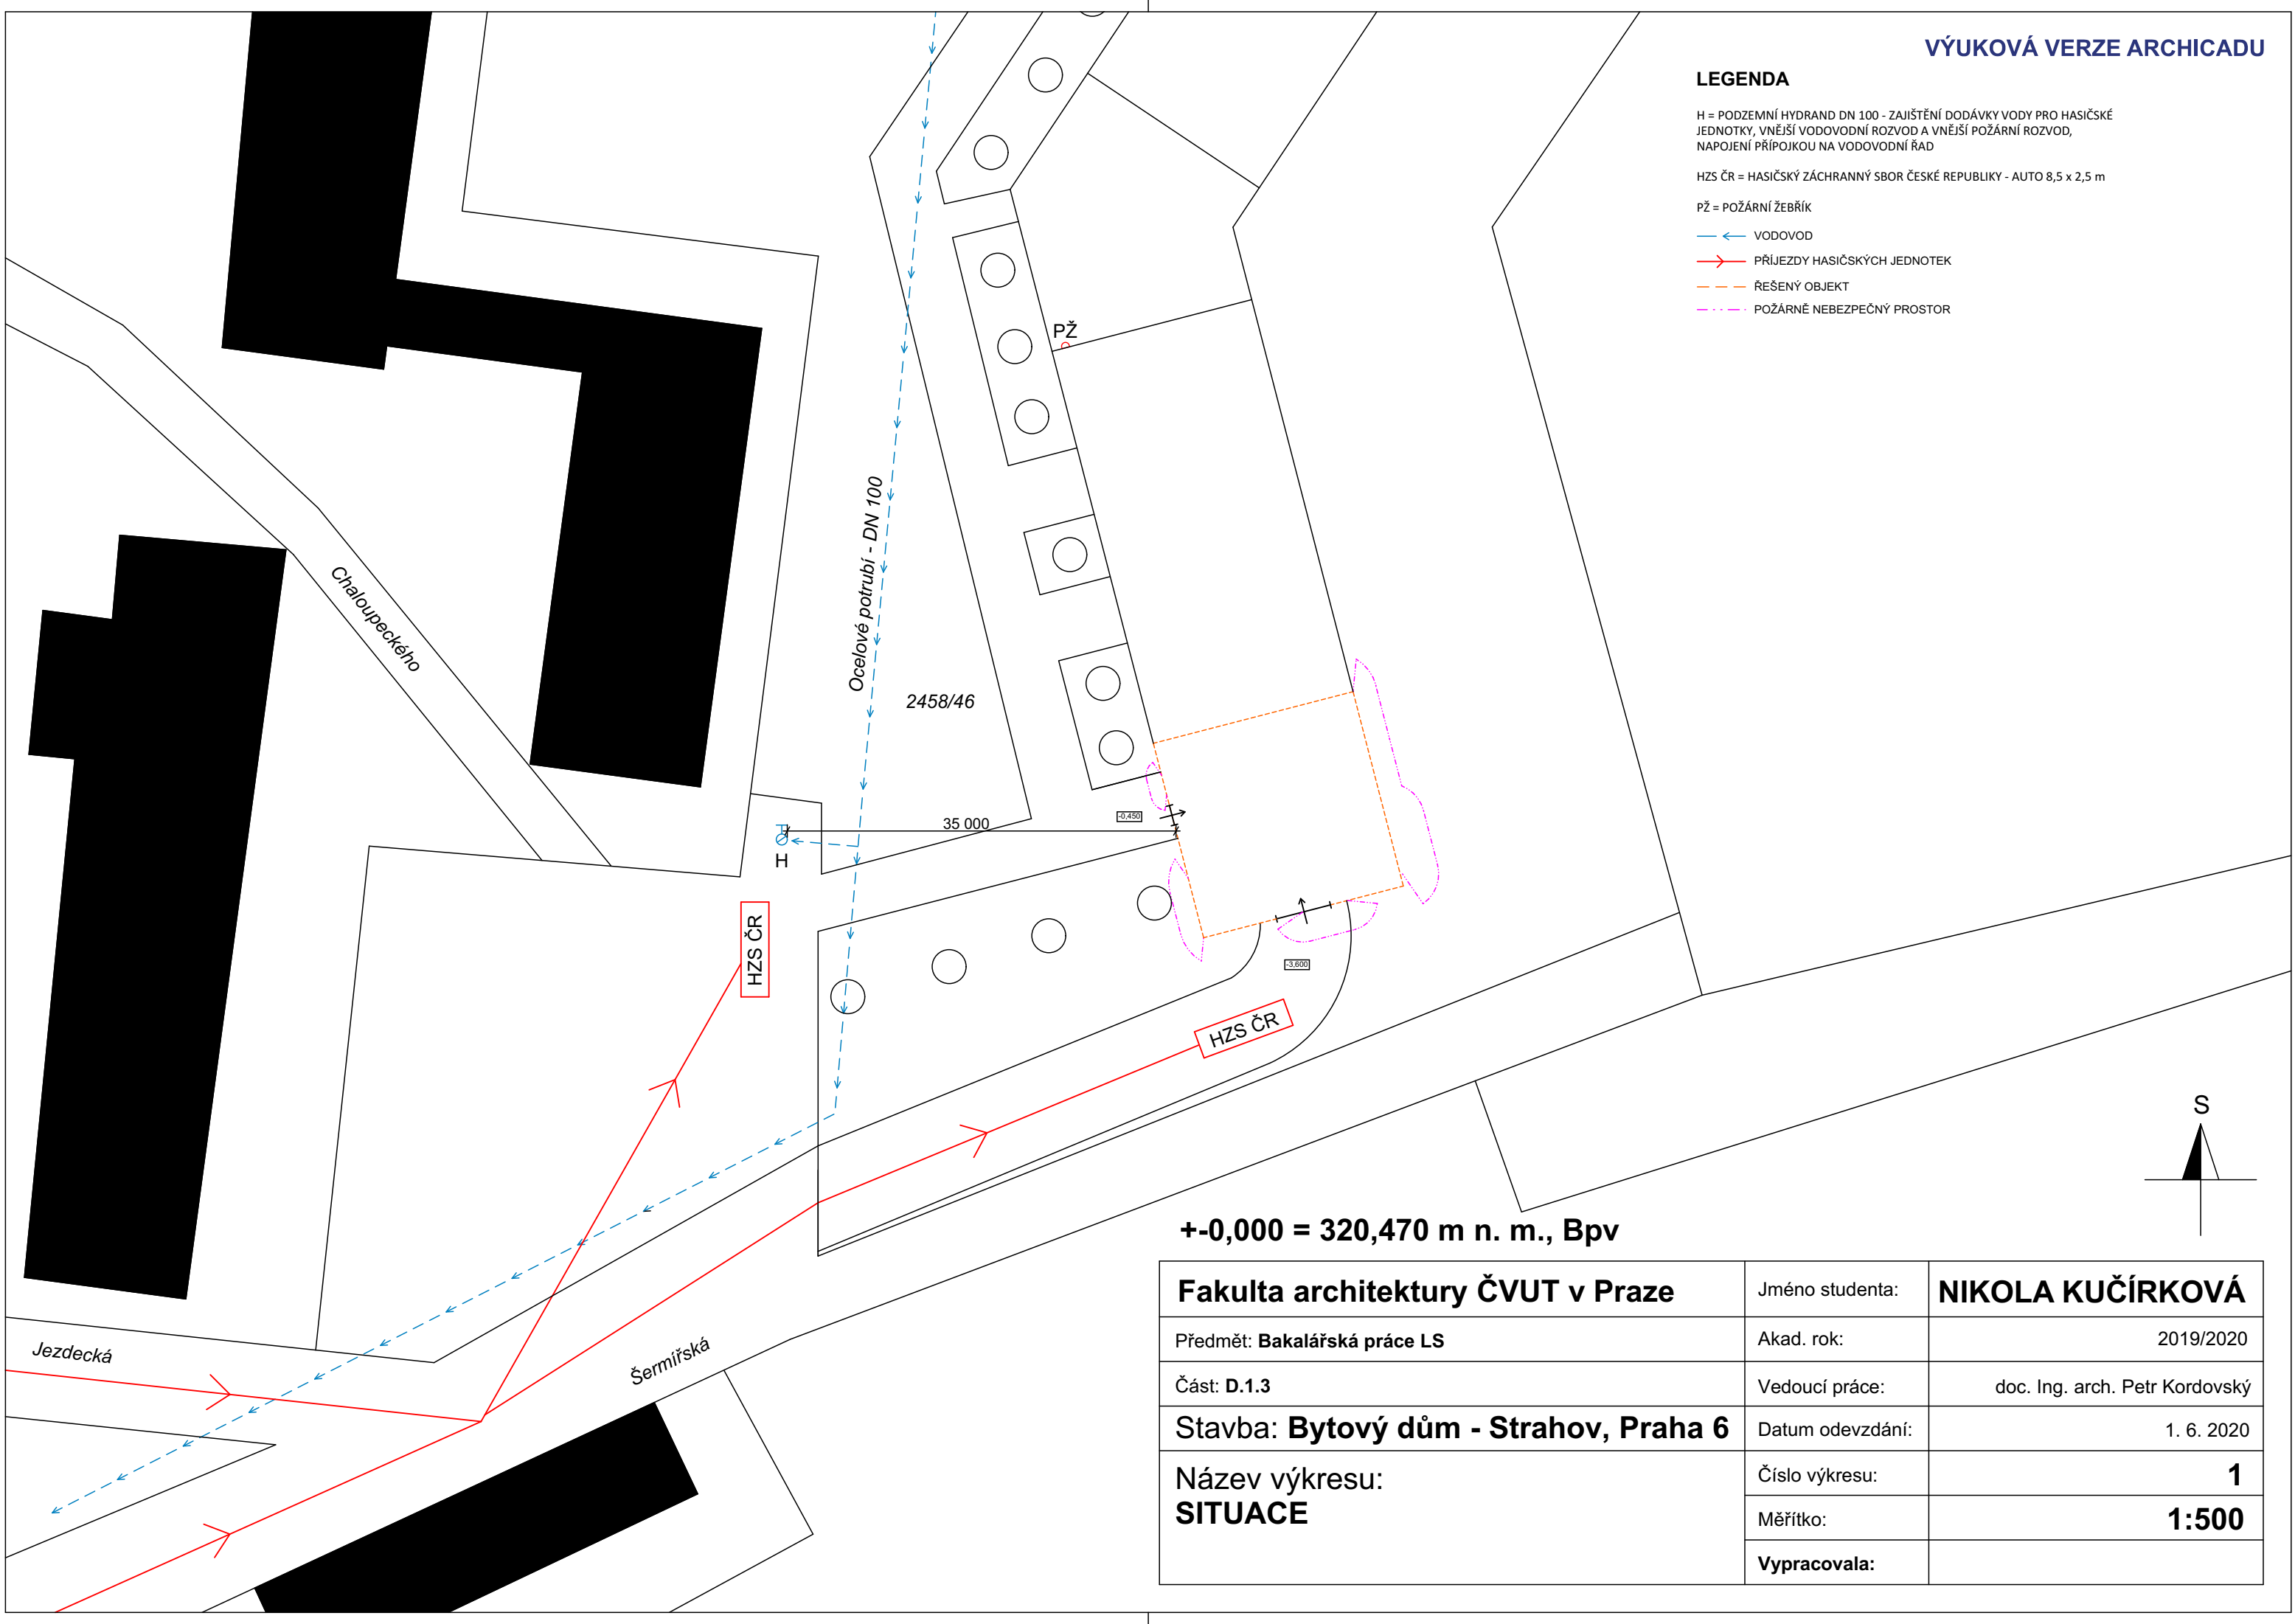 VÝUKOVÁ VERZE ARCHICADU
LEGENDA
H = PODZEMNÍ HYDRAND DN 100 - ZAJIŠTĚNÍ DODÁVKY VODY PRO HASIČSKÉ
JEDNOTKY, VNĚJŠÍ VODOVODNÍ ROZVOD A VNĚJŠÍ POŽÁRNÍ ROZVOD,
NAPOJENÍ PŘÍPOJKOU NA VODOVODNÍ ŘAD
HZS ČR = HASIČSKÝ ZÁCHRANNÝ SBOR ČESKÉ REPUBLIKY - AUTO 8,5 x 2,5 m
PŽ = POŽÁRNÍ ŽEBŘÍK
VODOVOD
PŘÍJEZDY HASIČSKÝCH JEDNOTEK
ŘEŠENÝ OBJEKT
POŽÁRNĚ NEBEZPEČNÝ PROSTOR
PŽ
Ocelové potrubí - DN 100
Chaloupeckého
2458/46
-0,450
35 000
H
HZS ČR
-3,600
HZS ČR
S
Jezdecká
Šermířská
+-0,000 = 320,470 m n. m., Bpv
Fakulta architektury ČVUT v Praze
Jméno studenta: NIKOLA KUČÍRKOVÁ
Předmět: Bakalářská práce LS
Akad. rok: 2019/2020
Část: D.1.3
Vedoucí práce: doc. Ing. arch. Petr Kordovský
Stavba: Bytový dům - Strahov, Praha 6
Datum odevzdání: 1. 6. 2020
Název výkresu:
SITUACE
Číslo výkresu: 1
Měřítko: 1:500
Vypracovala: